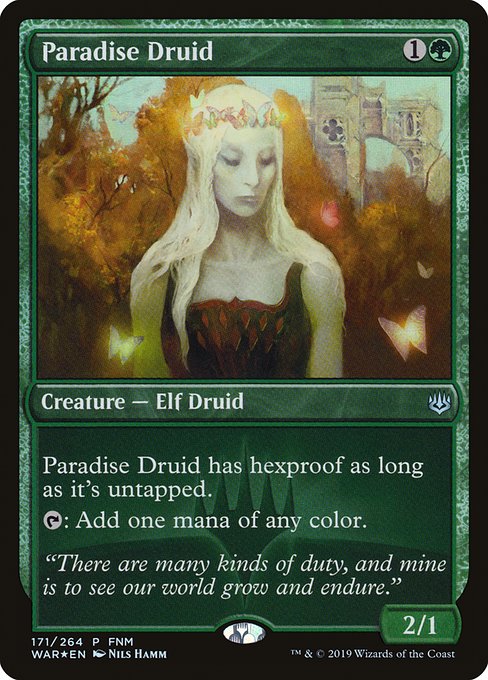 Paradise Druid 1
Creature — Elf Druid
Paradise Druid has hexproof as long
as it's untapped.
: Add one mana of any color.
“There are many kinds of duty, and mine
is to see our world grow and endure.”
2/1
171/264 P FNM
WAR★EN Nils Hamm
™ & © 2019 Wizards of the Coast